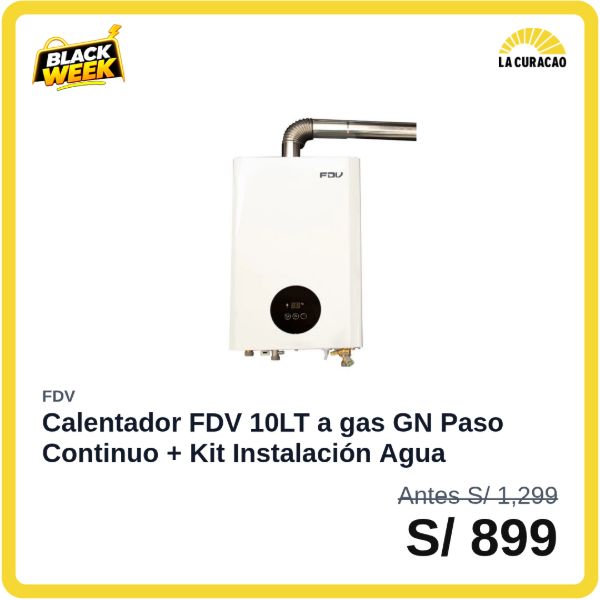 BLACK
WEEK
LA CURACAO
FDV
FDV
Calentador FDV 10LT a gas GN Paso
Continuo + Kit Instalación Agua
Antes S/ 1,299
S/ 899